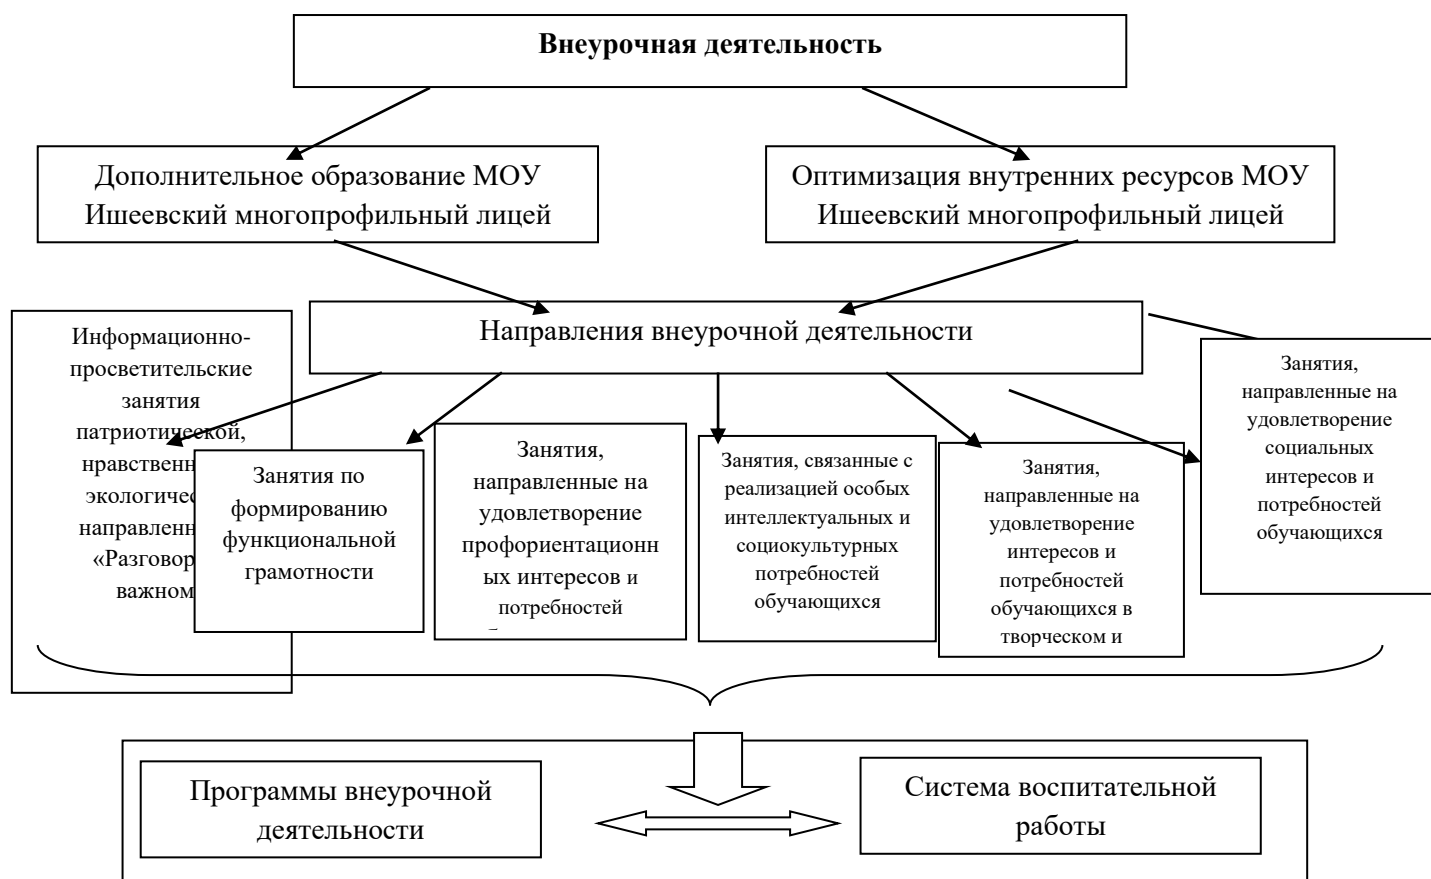 Внеурочная деятельность
Дополнительное образование МОУ
Ишеевский многопрофильный лицей
Оптимизация внутренних ресурсов МОУ
Ишеевский многопрофильный лицей
Направления внеурочной деятельности
Информационно-
просветительские
занятия
патриотической,
«Разговор
важном
Занятия по
формированию
функциональной
грамотности
Занятия,
направленные на
удовлетворение
профориентационн
ых интересов и
потребностей
Занятия, связанные с
реализацией особых
интеллектуальных и
социокультурных
потребностей
обучающихся
Занятия,
направленные на
удовлетворение
интересов и
потребностей
обучающихся в
творческом и
Занятия,
направленные на
удовлетворение
социальных
интересов и
потребностей
обучающихся
Программы внеурочной
деятельности
Система воспитательной
работы